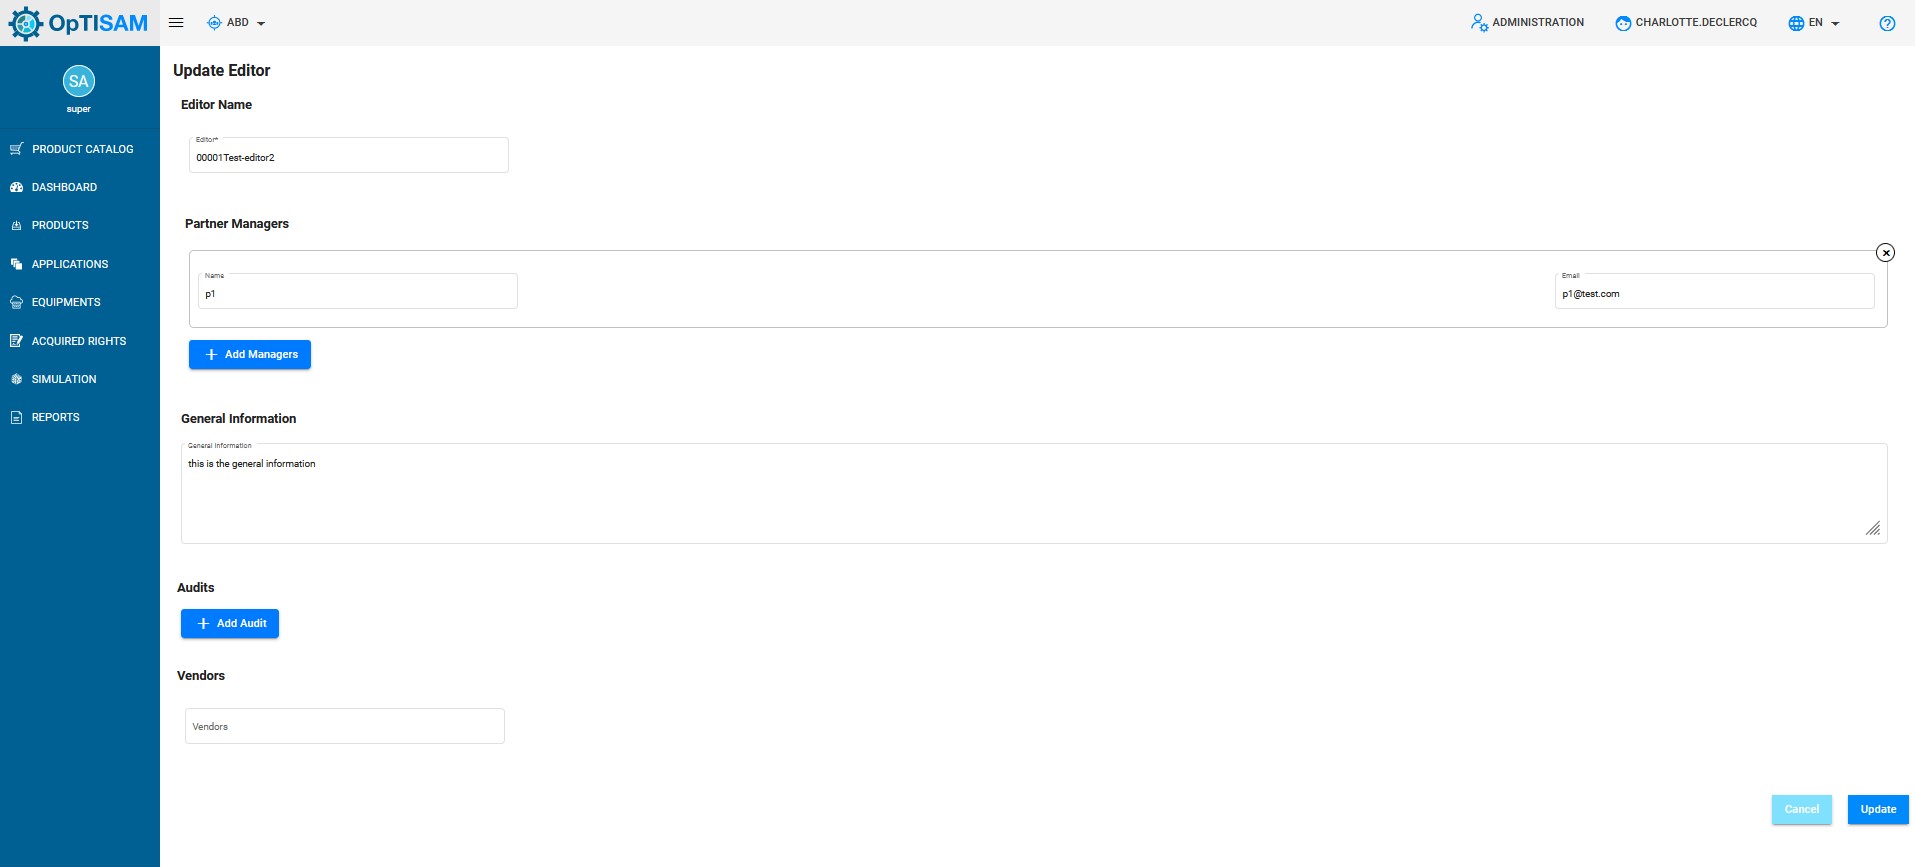 OpTISAM
ABD
ADMINISTRATION
CHARLOTTE.DECLERCQ
EN
SA
super
PRODUCT CATALOG
DASHBOARD
PRODUCTS
APPLICATIONS
EQUIPMENTS
ACQUIRED RIGHTS
SIMULATION
REPORTS
Update Editor
Editor Name
Editor*
00001Test-editor2
Partner Managers
Name
p1
Email
p1@test.com
Add Managers
General Information
General Information
this is the general information
Audits
Add Audit
Vendors
Vendors
Cancel
Update